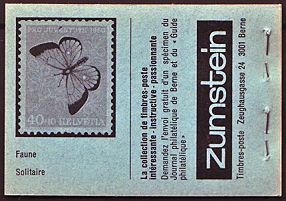 PRO JUVENTUTE 1950
40+10 HELVETIA
Faune
Solitaire
La collection de timbres-poste
intéressante - instructive - passionnante
Demandez l'envoi gratuit d'un spécimen du
Journal philatélique de Berne et du «Guide
philatélique»
zumstein
Timbres-poste Zeughausgasse 24 3001 Berne